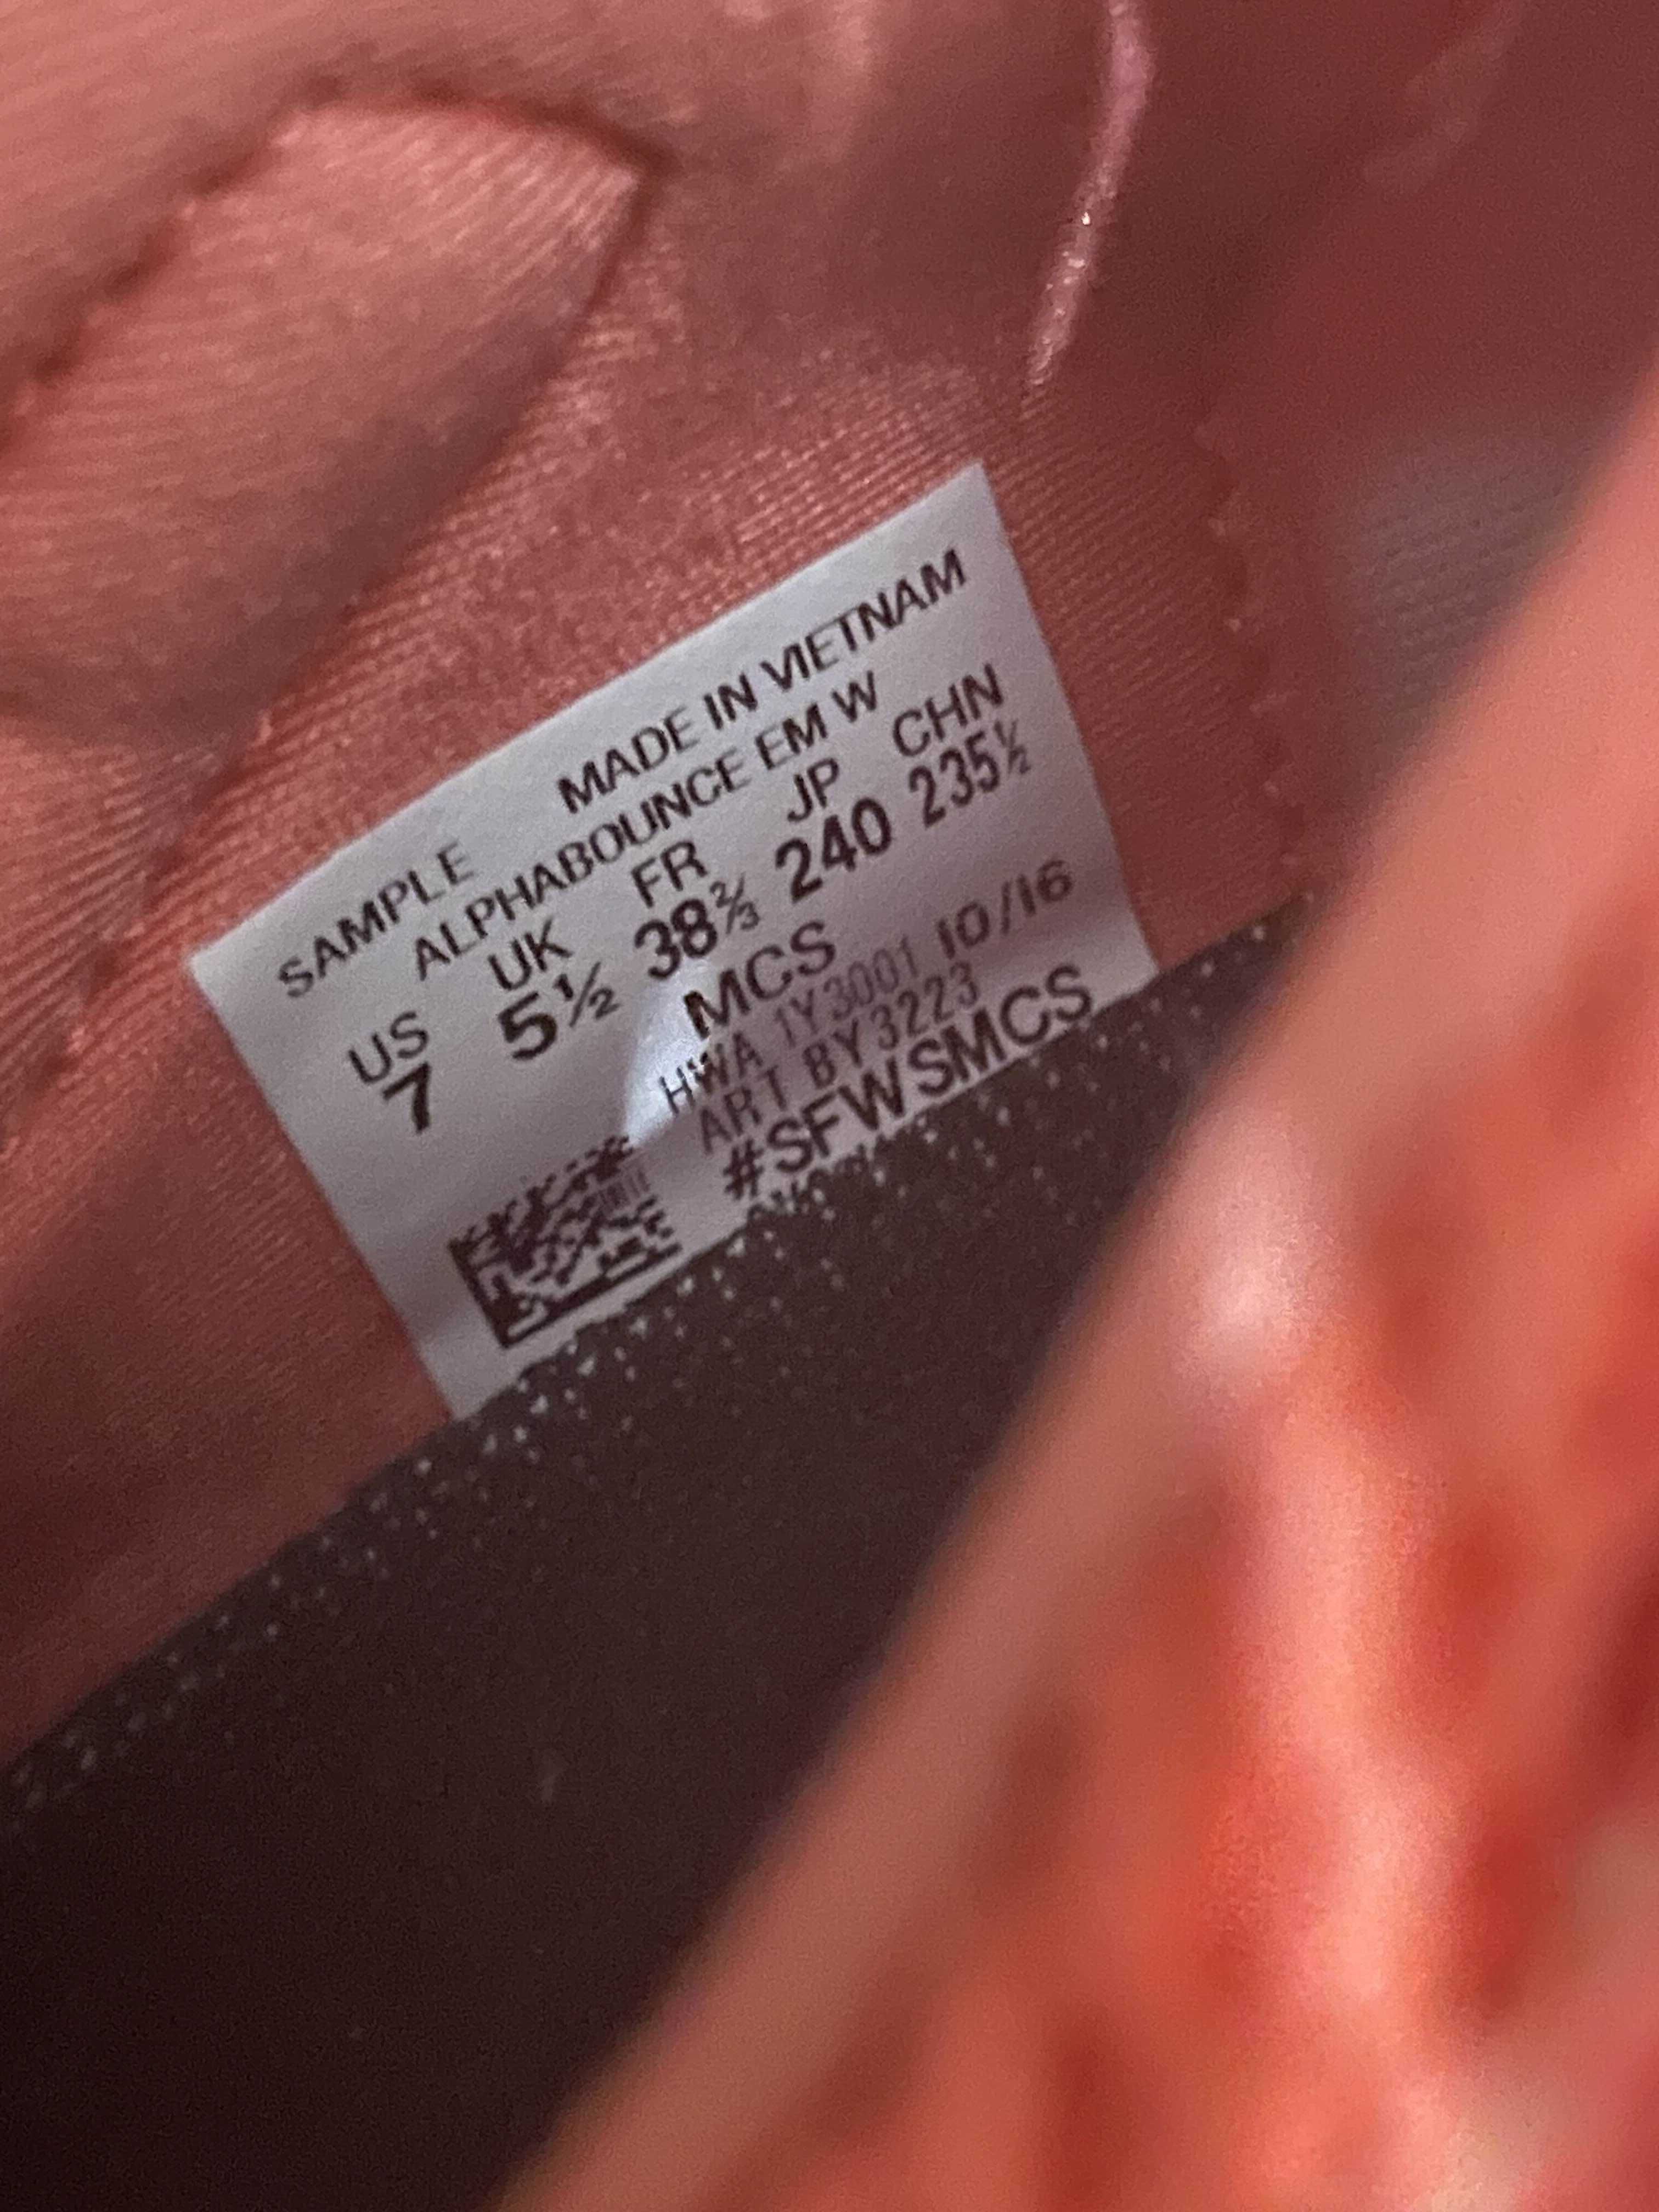 SAMPLE MADE IN VIETNAM
ALPHABOUNCE EM W
US UK FR JP CHN
7 5½ 38⅔ 240 235½
MCS
HWA 1Y3001 10/16
ART BY3223
#SFWSMCS